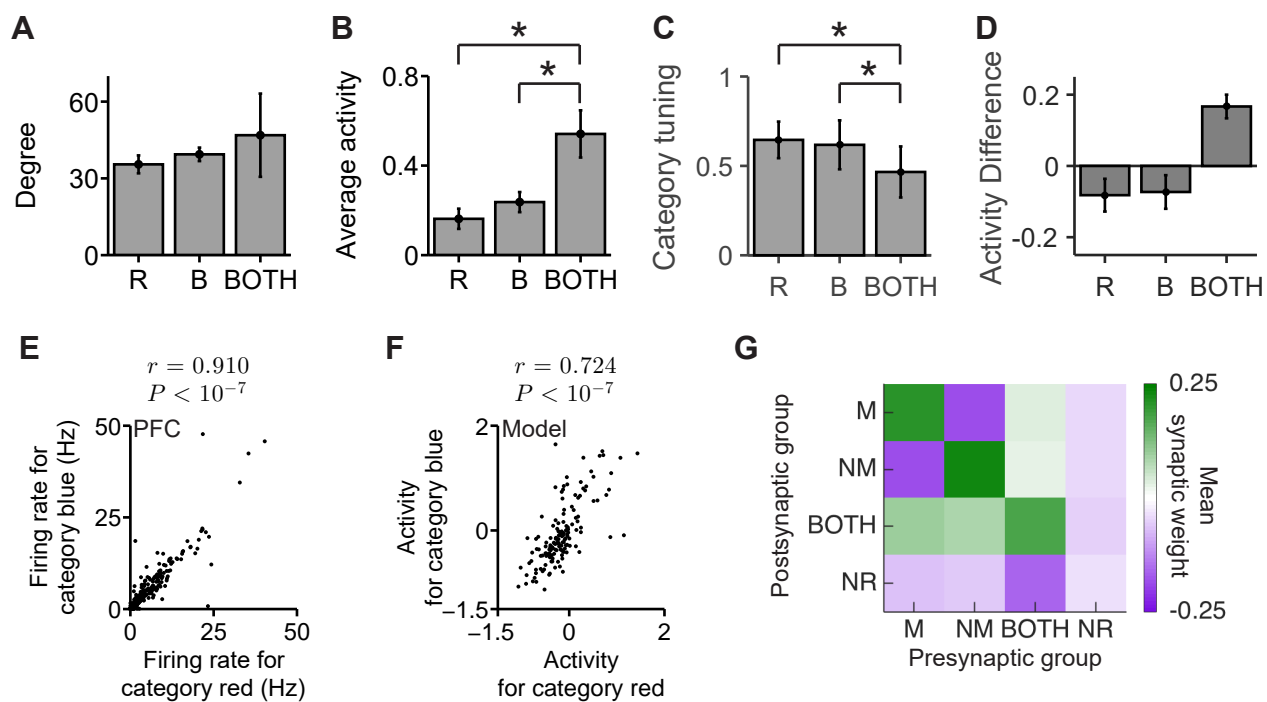 A
Degree
60
30
0
R B BOTH
B
Average activity
0.8
0.4
0
* *
R B BOTH
C
Category tuning
1
0.5
0
* *
R B BOTH
D
Activity Difference
0.2
0
-0.2
R B BOTH
E
r = 0.910
P < 10⁻⁷
PFC
Firing rate for
category blue (Hz)
50
25
0
0 25 50
Firing rate for
category red (Hz)
F
r = 0.724
P < 10⁻⁷
Model
Activity
for category blue
2
0
−1.5
−1.5 0 2
Activity
for category red
G
Postsynaptic group
M
NM
BOTH
NR
M NM BOTH NR
Presynaptic group
0.25
-0.25
Mean
synaptic weight